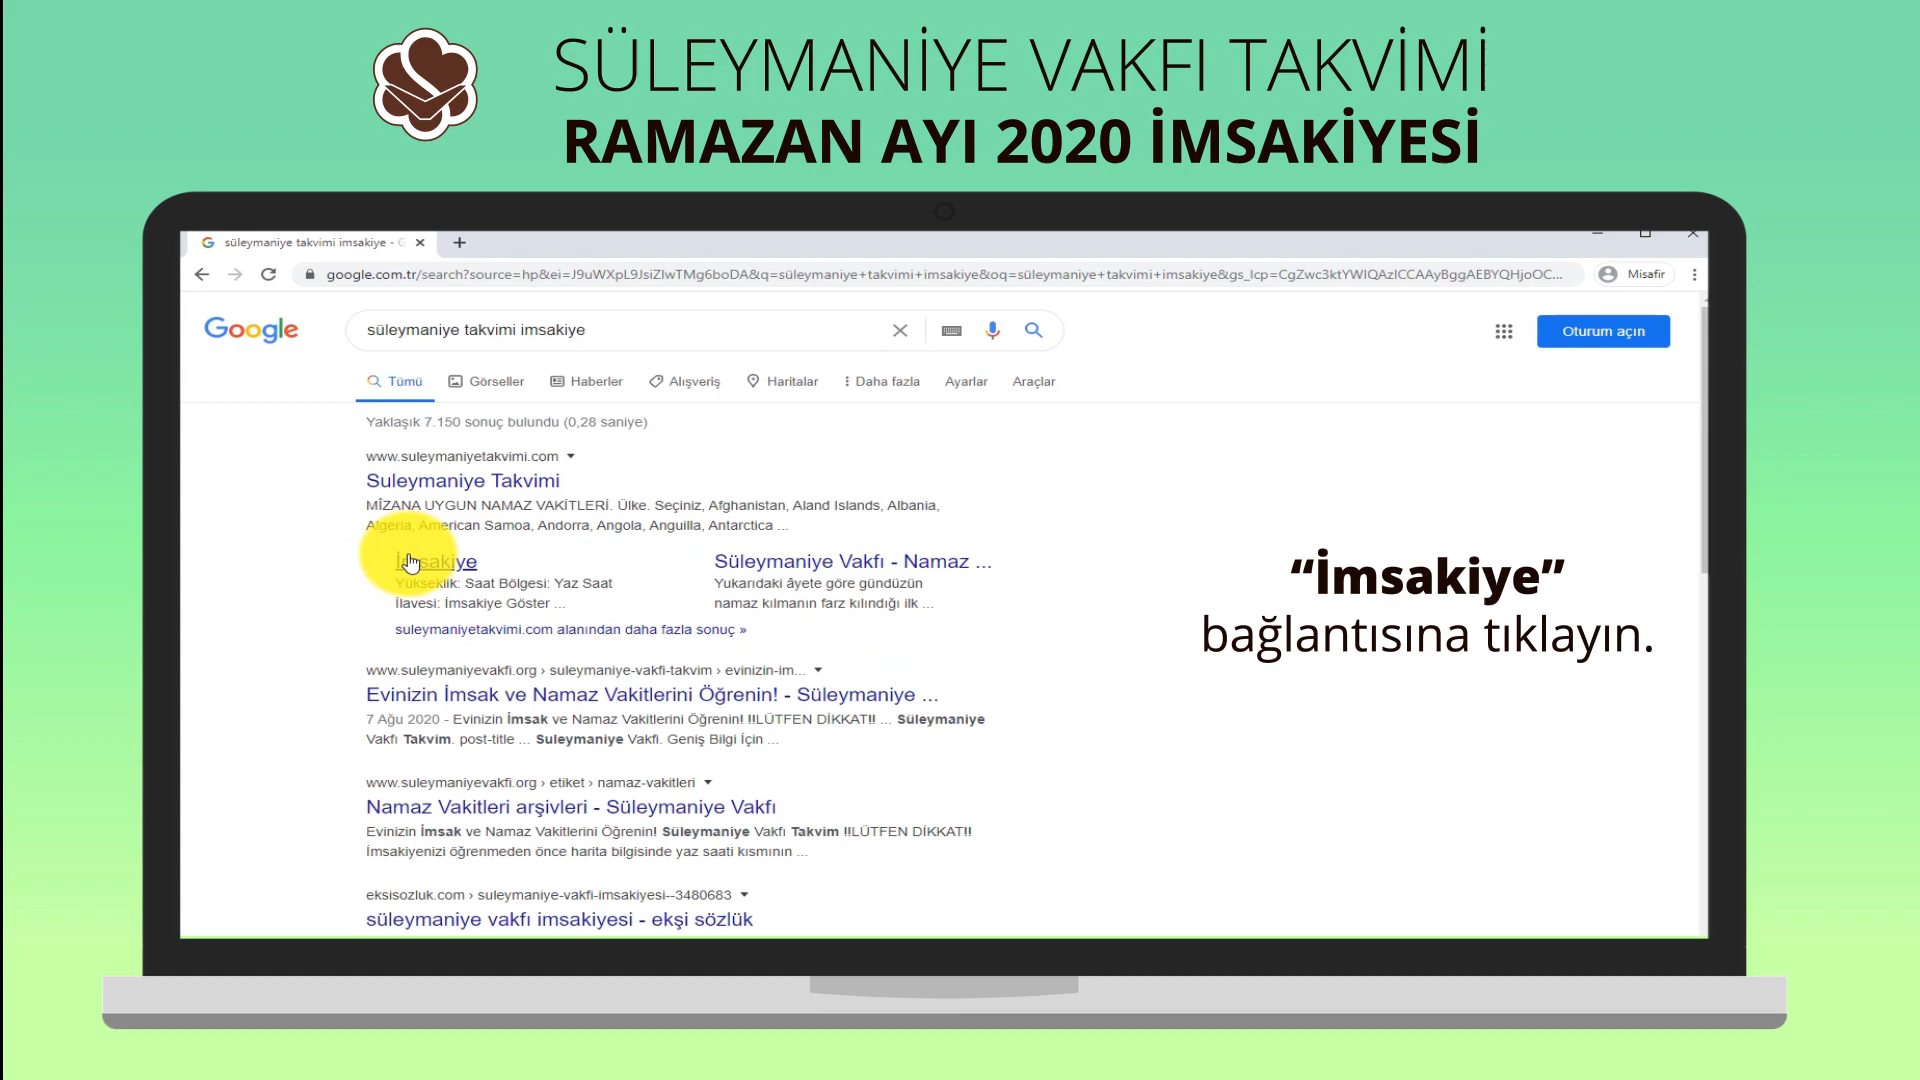 SÜLEYMANİYE VAKFI TAKVİMİ
RAMAZAN AYI 2020 İMSAKİYESİ
süleymaniye takvimi imsakiye - G
google.com.tr/search?source=hp&ei=J9uWXpL9JsiZlwTMg6boDA&q=süleymaniye+takvimi+imsakiye&oq=süleymaniye+takvimi+imsakiye&gs_lcp=CgZwc3ktYWIQAzICCAAyBggAEBYQHjoOC...
Misafir
Google
süleymaniye takvimi imsakiye
Oturum açın
Tümü Görseller Haberler Alışveriş Haritalar Daha fazla Ayarlar Araçlar
Yaklaşık 7.150 sonuç bulundu (0,28 saniye)
www.suleymaniyetakvimi.com
Suleymaniye Takvimi
MÎZANA UYGUN NAMAZ VAKİTLERİ. Ülke. Seçiniz, Afghanistan, Aland Islands, Albania,
Algeria, American Samoa, Andorra, Angola, Anguilla, Antarctica ...
İmsakiye
Yükseklik: Saat Bölgesi: Yaz Saat
İlavesi: İmsakiye Göster ...
Süleymaniye Vakfı - Namaz ...
Yukarıdaki âyete göre gündüzün
namaz kılmanın farz kılındığı ilk ...
suleymaniyetakvimi.com alanından daha fazla sonuç »
www.suleymaniyevakfi.org › suleymaniye-vakfi-takvim › evinizin-im...
Evinizin İmsak ve Namaz Vakitlerini Öğrenin! - Süleymaniye ...
7 Ağu 2020 - Evinizin İmsak ve Namaz Vakitlerini Öğrenin! !!LÜTFEN DİKKAT!! ... Süleymaniye
Vakfı Takvim. post-title ... Suleymaniye Vakfi. Geniş Bilgi İçin ...
www.suleymaniyevakfi.org › etiket › namaz-vakitleri
Namaz Vakitleri arşivleri - Süleymaniye Vakfı
Evinizin İmsak ve Namaz Vakitlerini Öğrenin! Süleymaniye Vakfı Takvim !!LÜTFEN DİKKAT!!
İmsakiyenizi öğrenmeden önce harita bilgisinde yaz saati kısmının ...
eksisozluk.com › suleymaniye-vakfi-imsakiyesi--3480683
süleymaniye vakfı imsakiyesi - ekşi sözlük
“İmsakiye”
bağlantısına tıklayın.